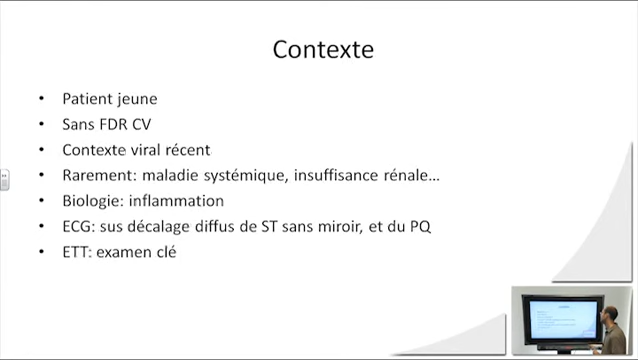 Contexte
• Patient jeune
• Sans FDR CV
• Contexte viral récent
• Rarement: maladie systémique, insuffisance rénale…
• Biologie: inflammation
• ECG: sus décalage diffus de ST sans miroir, et du PQ
• ETT: examen clé